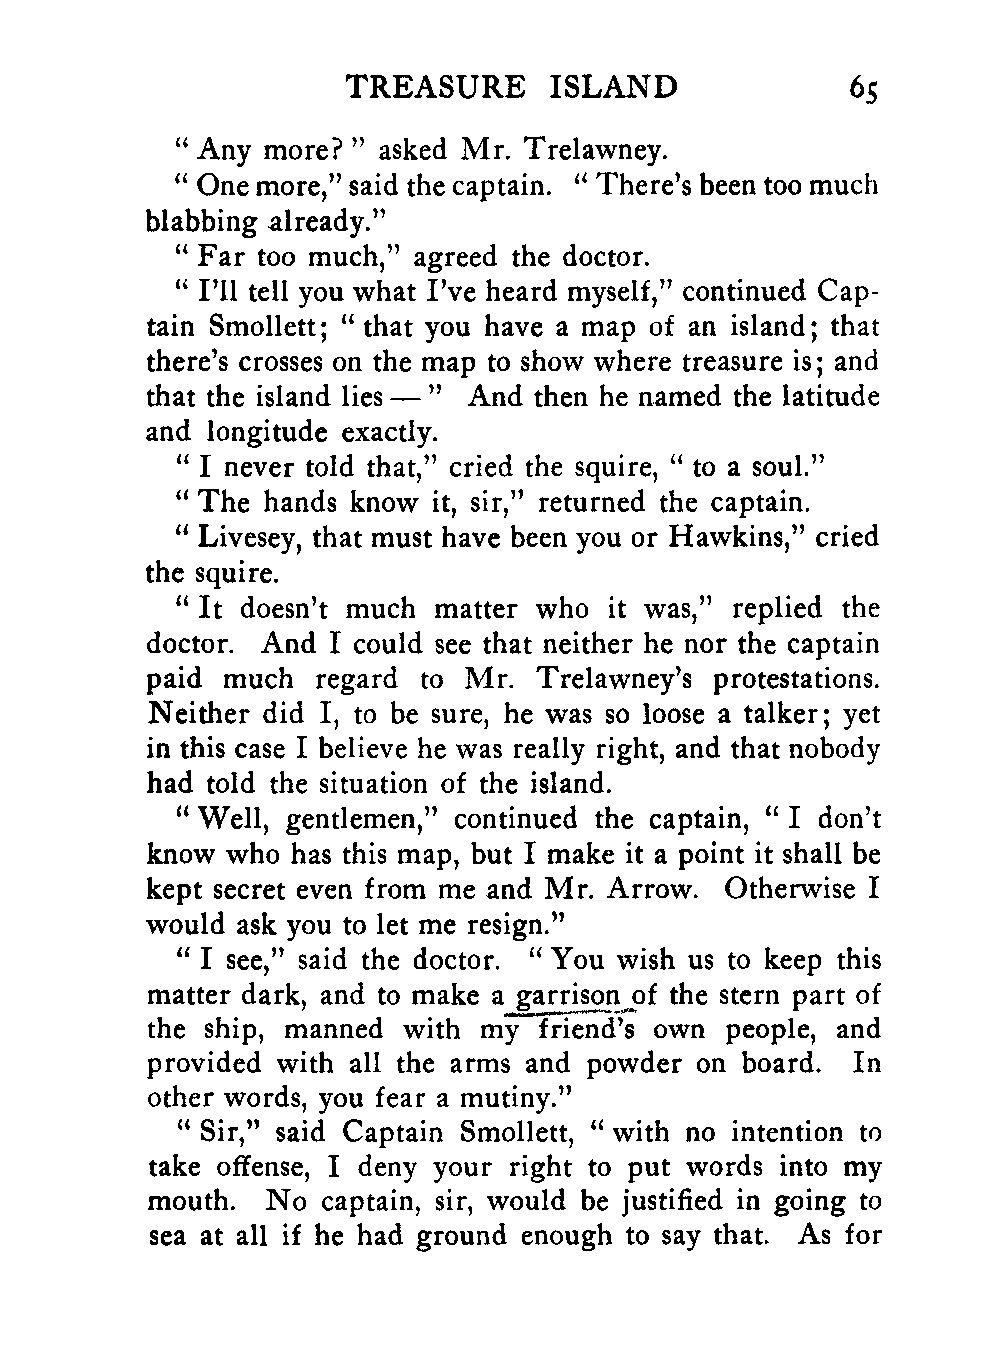 TREASURE ISLAND 65
“ Any more? ” asked Mr. Trelawney.
“ One more,” said the captain. “ There’s been too much
blabbing already.”
“ Far too much,” agreed the doctor.
“ I’ll tell you what I’ve heard myself,” continued Cap-
tain Smollett; “ that you have a map of an island; that
there’s crosses on the map to show where treasure is; and
that the island lies — ” And then he named the latitude
and longitude exactly.
“ I never told that,” cried the squire, “ to a soul.”
“ The hands know it, sir,” returned the captain.
“ Livesey, that must have been you or Hawkins,” cried
the squire.
“ It doesn’t much matter who it was,” replied the
doctor. And I could see that neither he nor the captain
paid much regard to Mr. Trelawney’s protestations.
Neither did I, to be sure, he was so loose a talker; yet
in this case I believe he was really right, and that nobody
had told the situation of the island.
“ Well, gentlemen,” continued the captain, “ I don’t
know who has this map, but I make it a point it shall be
kept secret even from me and Mr. Arrow. Otherwise I
would ask you to let me resign.”
“ I see,” said the doctor. “ You wish us to keep this
matter dark, and to make a garrison of the stern part of
the ship, manned with my friend’s own people, and
provided with all the arms and powder on board. In
other words, you fear a mutiny.”
“ Sir,” said Captain Smollett, “ with no intention to
take offense, I deny your right to put words into my
mouth. No captain, sir, would be justified in going to
sea at all if he had ground enough to say that. As for